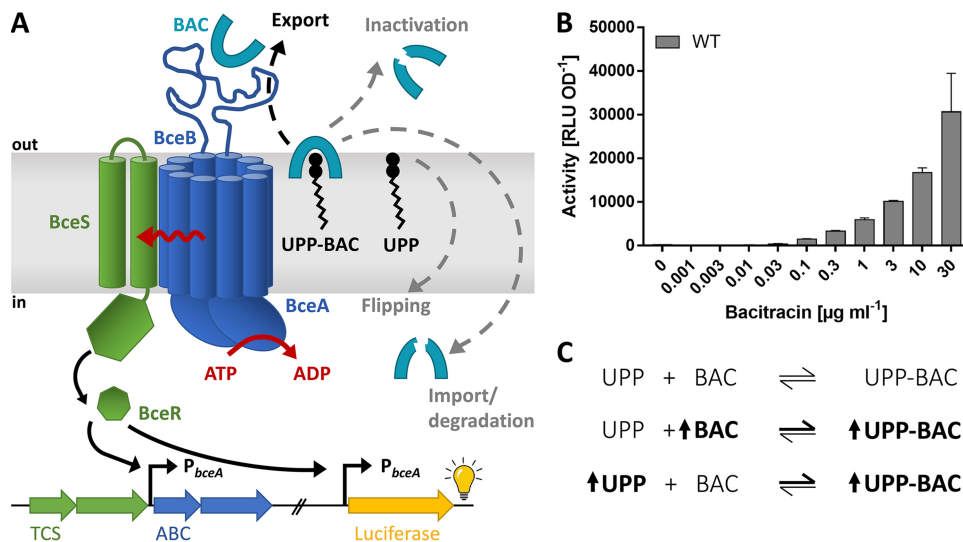 A
BAC
Export
Inactivation
BceB
out
BceS
UPP-BAC
UPP
in
BceA
Flipping
ATP
ADP
Import/
degradation
BceR
PbceA
PbceA
TCS
ABC
Luciferase
B
Activity [RLU OD⁻¹]
50000
40000
30000
20000
10000
0
WT
0 0.001 0.003 0.01 0.03 0.1 0.3 1 3 10 30
Bacitracin [µg ml⁻¹]
C
UPP + BAC ⇌ UPP-BAC
UPP + ↑BAC ⇌ ↑UPP-BAC
↑UPP + BAC ⇌ ↑UPP-BAC